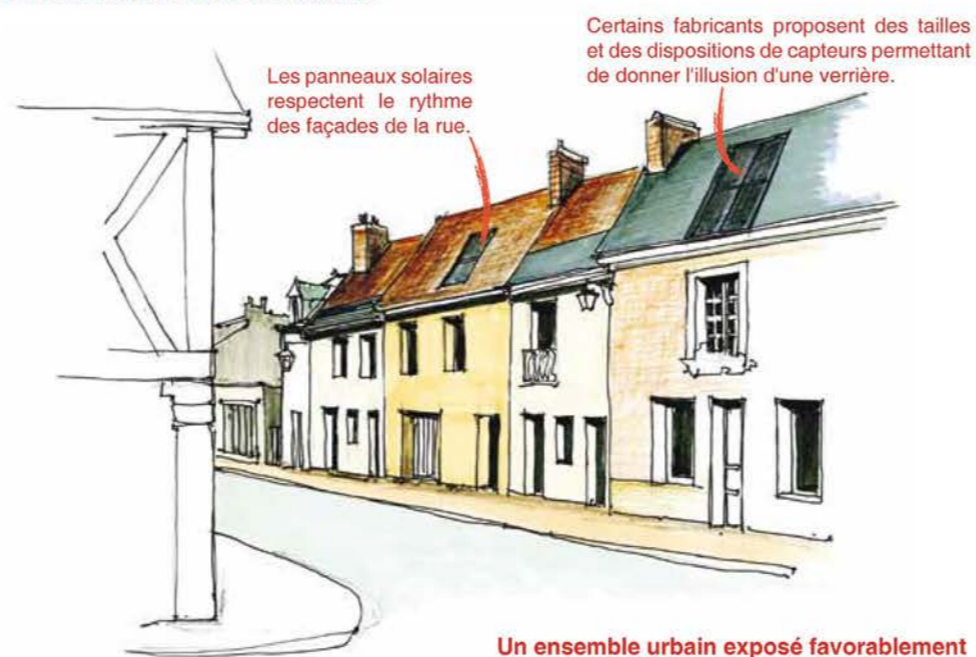 Certains fabricants proposent des tailles
et des dispositions de capteurs permettant
de donner l'illusion d'une verrière.
Les panneaux solaires
respectent le rythme
des façades de la rue.
Un ensemble urbain exposé favorablement